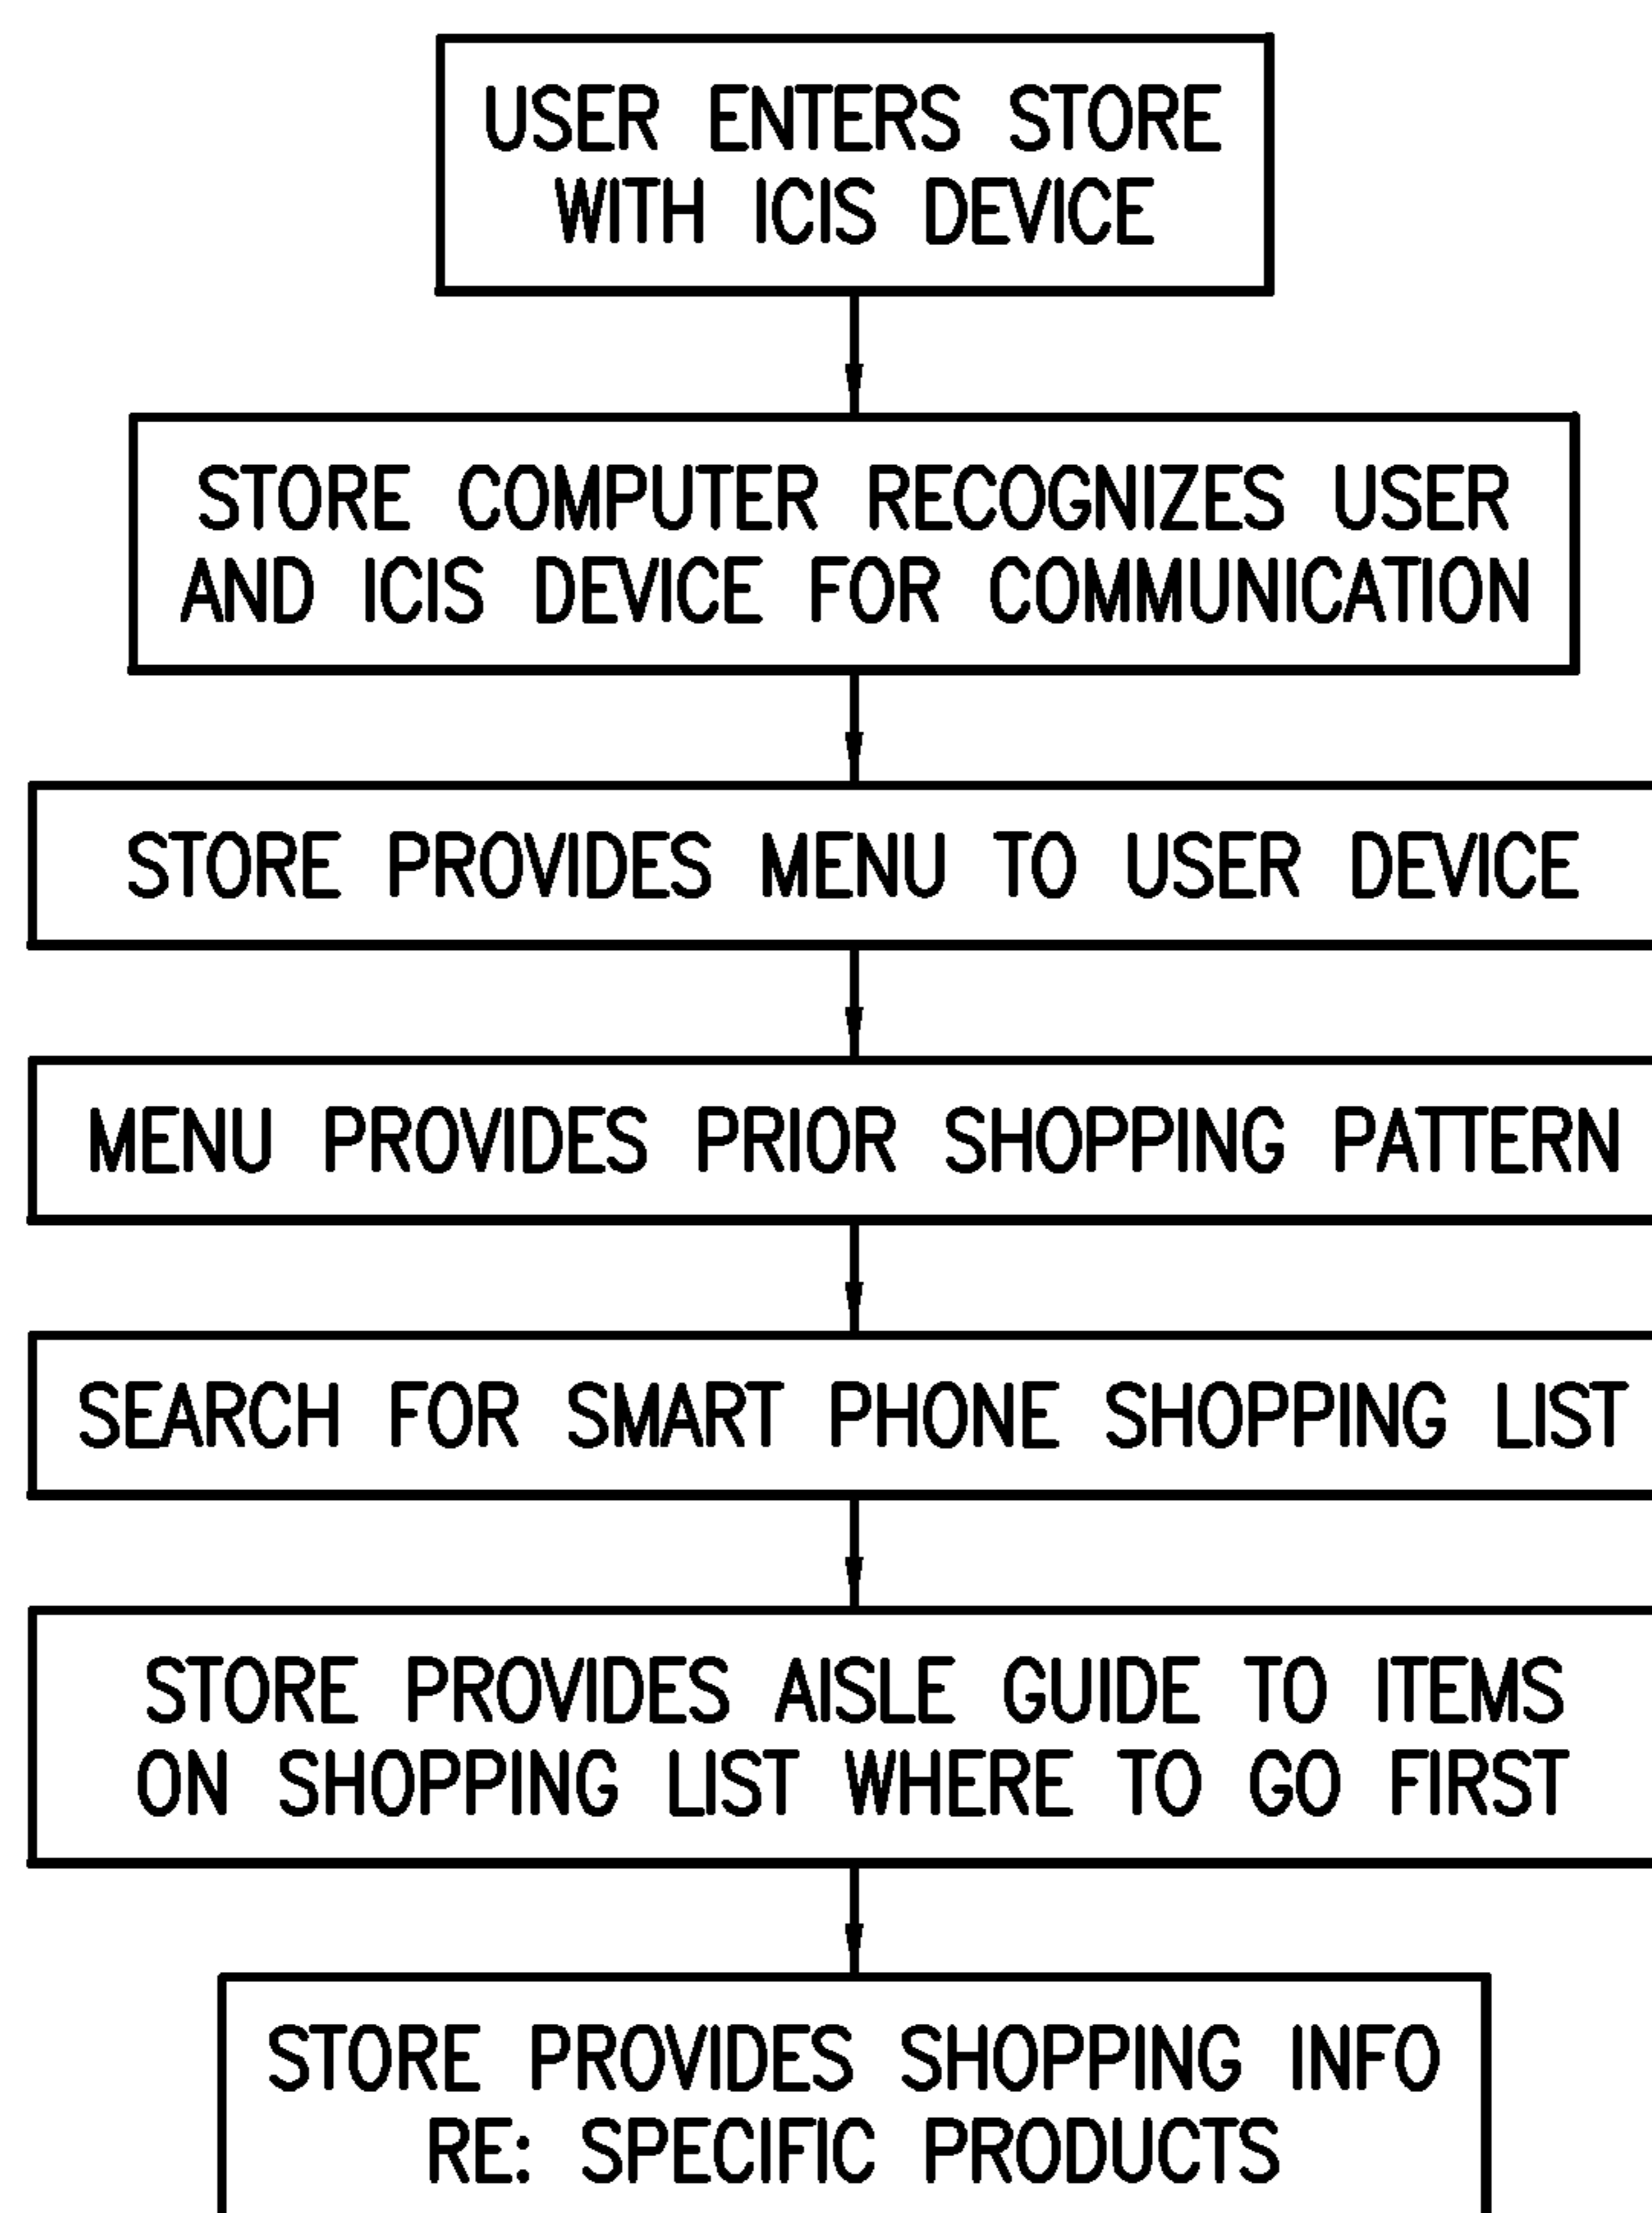 USER ENTERS STORE
WITH ICIS DEVICE
STORE COMPUTER RECOGNIZES USER
AND ICIS DEVICE FOR COMMUNICATION
STORE PROVIDES MENU TO USER DEVICE
MENU PROVIDES PRIOR SHOPPING PATTERN
SEARCH FOR SMART PHONE SHOPPING LIST
STORE PROVIDES AISLE GUIDE TO ITEMS
ON SHOPPING LIST WHERE TO GO FIRST
STORE PROVIDES SHOPPING INFO
RE: SPECIFIC PRODUCTS